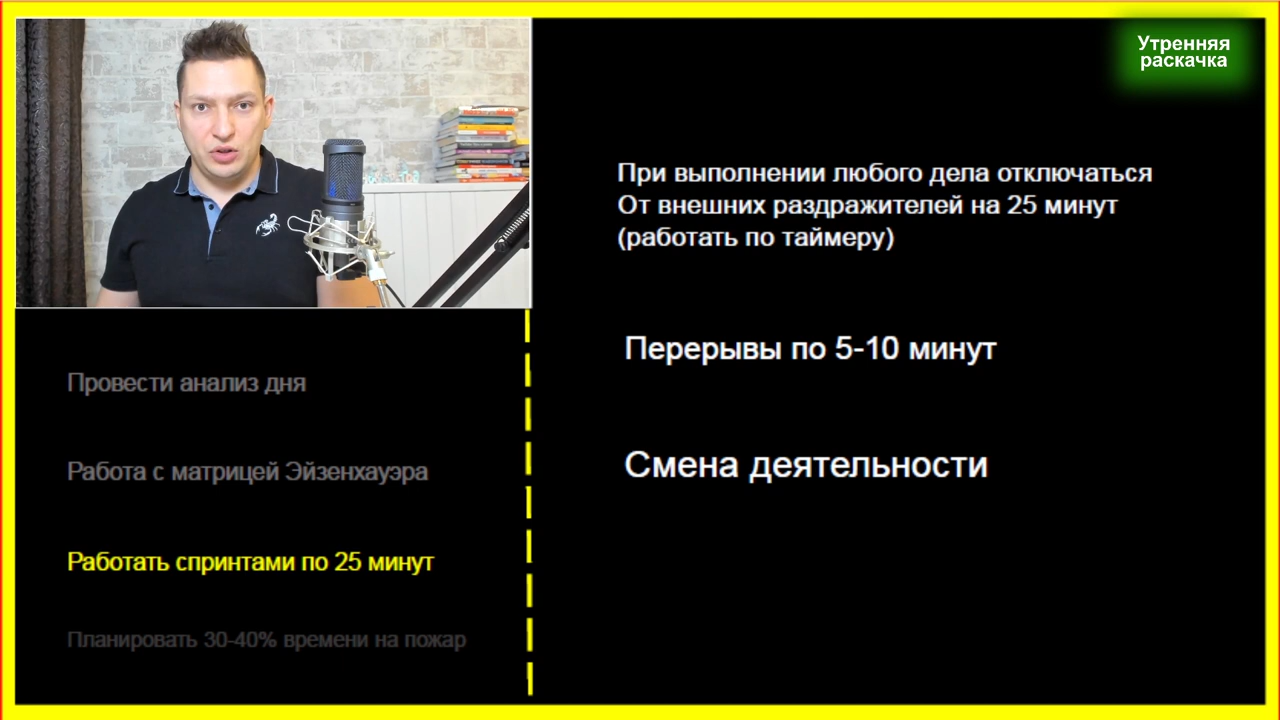 Утренняя
раскачка
При выполнении любого дела отключаться
От внешних раздражителей на 25 минут
(работать по таймеру)
Перерывы по 5-10 минут
Смена деятельности
Провести анализ дня
Работа с матрицей Эйзенхауэра
Работать спринтами по 25 минут
Планировать 30-40% времени на пожар